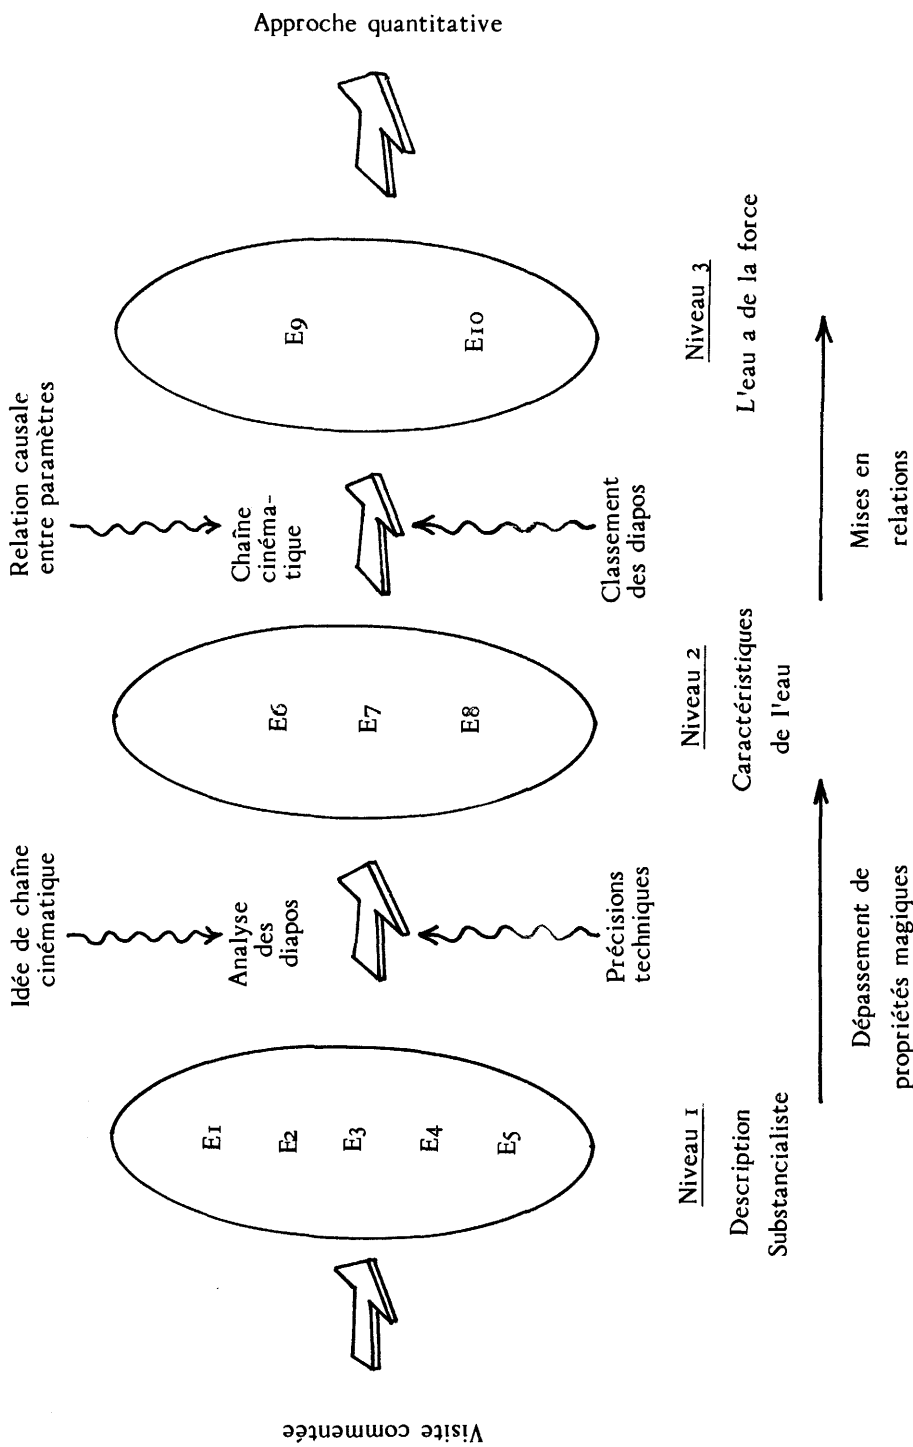 Approche quantitative
Relation causale
entre paramètres
Chaîne
cinéma-
tique
Classement
des diapos
E9
E10
Niveau 3
L'eau a de la force
Mises en
relations
Idée de chaîne
cinématique
Analyse
des
diapos
Précisions
techniques
E6
E7
E8
Niveau 2
Caractéristiques
de l'eau
Dépassement de
propriétés magiques
E1
E2
E3
E4
E5
Niveau 1
Description
Substancialiste
Visite commentée